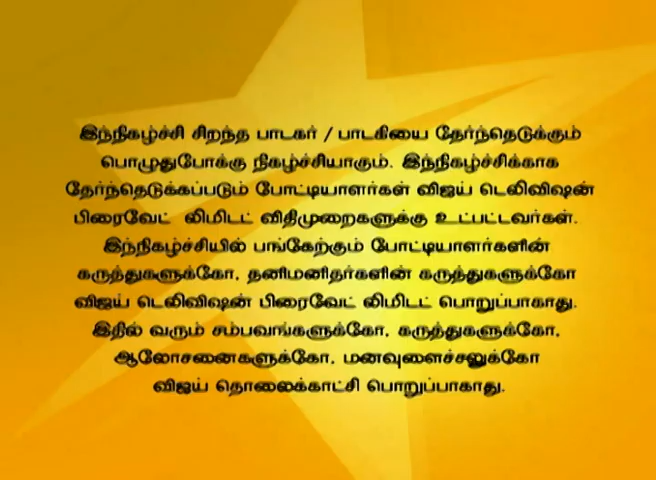 இந்நிகழ்ச்சி சிறந்த பாடகர் / பாடகியை தேர்ந்தெடுக்கும்
பொழுதுபோக்கு நிகழ்ச்சியாகும். இந்நிகழ்ச்சிக்காக
தேர்ந்தெடுக்கப்படும் போட்டியாளர்கள் விஜய் டெலிவிஷன்
பிரைவேட் லிமிடட் விதிமுறைகளுக்கு உட்பட்டவர்கள்.
இந்நிகழ்ச்சியில் பங்கேற்கும் போட்டியாளர்களின்
கருத்துகளுக்கோ, தனிமனிதர்களின் கருத்துகளுக்கோ
விஜய் டெலிவிஷன் பிரைவேட் லிமிடட் பொறுப்பாகாது.
இதில் வரும் சம்பவங்களுக்கோ, கருத்துகளுக்கோ,
ஆலோசனைகளுக்கோ, மனவுளைச்சலுக்கோ
விஜய் தொலைக்காட்சி பொறுப்பாகாது.